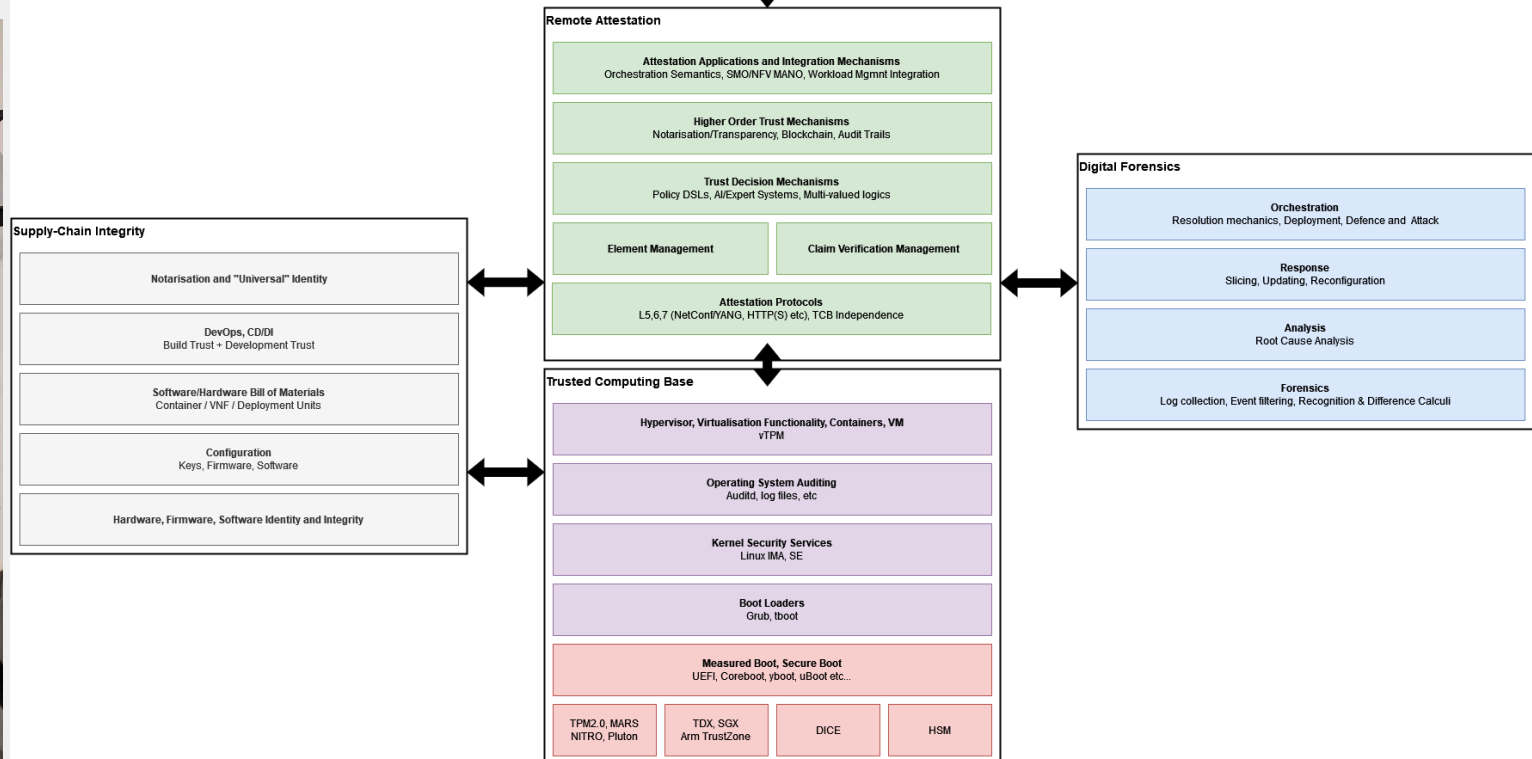 Remote Attestation
Attestation Applications and Integration Mechanisms
Orchestration Semantics, SMO/NFV MANO, Workload Mgmnt Integration
Higher Order Trust Mechanisms
Notarisation/Transparency, Blockchain, Audit Trails
Trust Decision Mechanisms
Policy DSLs, AI/Expert Systems, Multi-valued logics
Element Management
Claim Verification Management
Attestation Protocols
L5,6,7 (NetConf/YANG, HTTP(S) etc), TCB Independence
Supply-Chain Integrity
Notarisation and "Universal" Identity
DevOps, CD/DI
Build Trust + Development Trust
Software/Hardware Bill of Materials
Container / VNF / Deployment Units
Configuration
Keys, Firmware, Software
Hardware, Firmware, Software Identity and Integrity
Digital Forensics
Orchestration
Resolution mechanics, Deployment, Defence and Attack
Response
Slicing, Updating, Reconfiguration
Analysis
Root Cause Analysis
Forensics
Log collection, Event filtering, Recognition & Difference Calculi
Trusted Computing Base
Hypervisor, Virtualisation Functionality, Containers, VM
vTPM
Operating System Auditing
Auditd, log files, etc
Kernel Security Services
Linux IMA, SE
Boot Loaders
Grub, tboot
Measured Boot, Secure Boot
UEFI, Coreboot, yboot, uBoot etc...
TPM2.0, MARS
NITRO, Pluton
TDX, SGX
Arm TrustZone
DICE
HSM